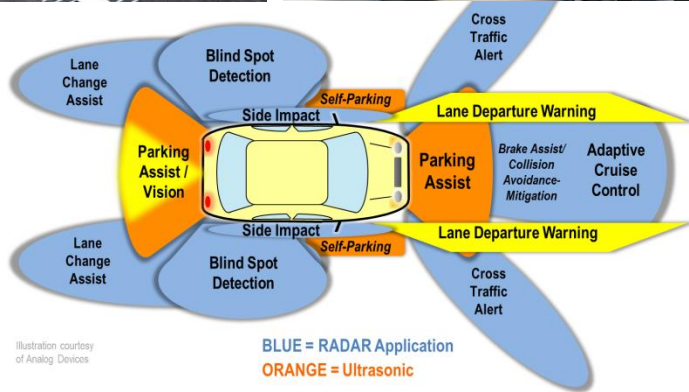 Cross
Traffic
Alert
Lane
Change
Assist
Blind Spot
Detection
Self-Parking
Side Impact
Lane Departure Warning
Parking
Assist /
Vision
Parking
Assist
Brake Assist/
Collision
Avoidance-
Mitigation
Adaptive
Cruise
Control
Side Impact
Self-Parking
Lane Departure Warning
Lane
Change
Assist
Blind Spot
Detection
Cross
Traffic
Alert
Illustration courtesy
of Analog Devices
BLUE = RADAR Application
ORANGE = Ultrasonic